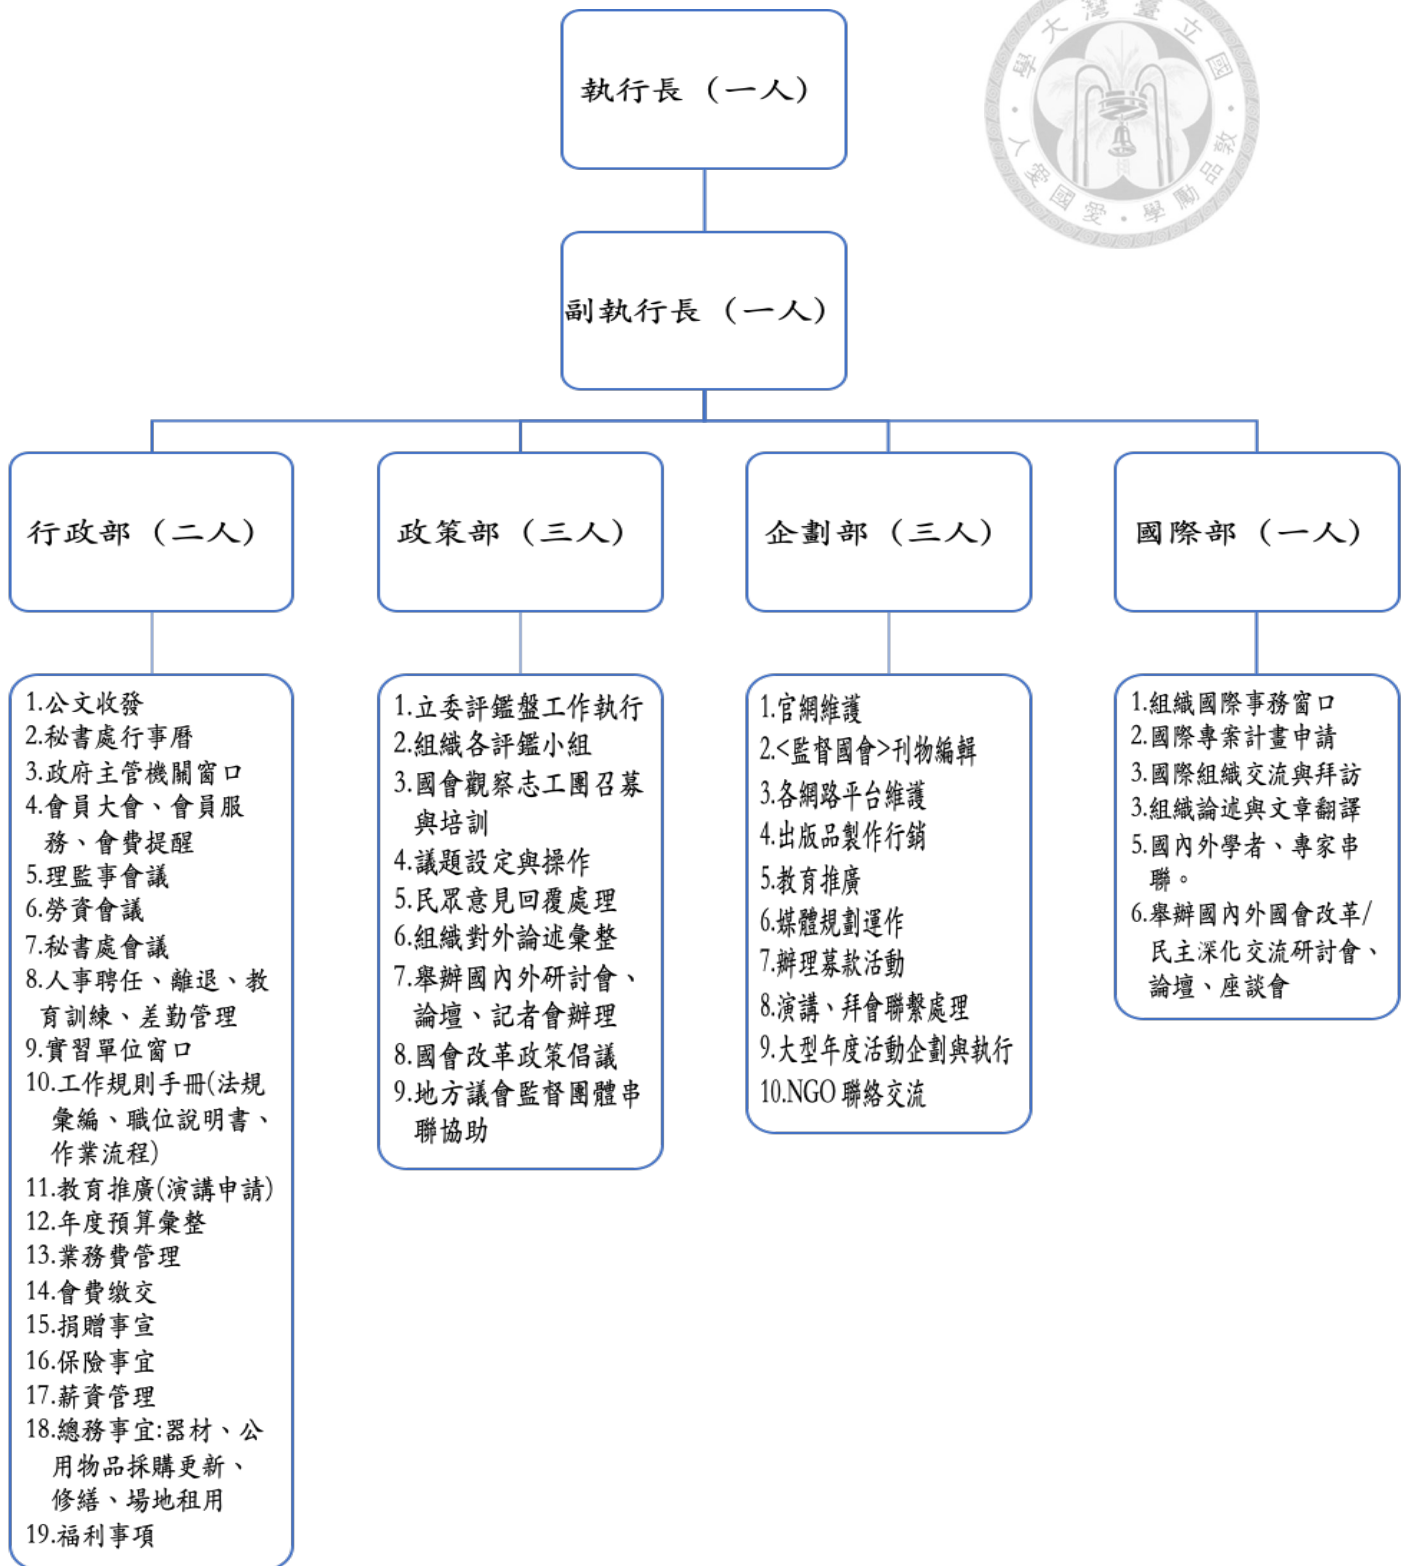 國立臺灣大學
敦品勵學·愛國愛人
執行長（一人）
副執行長（一人）
行政部（二人）
政策部（三人）
企劃部（三人）
國際部（一人）
1.公文收發
2.秘書處行事曆
3.政府主管機關窗口
4.會員大會、會員服
務、會費提醒
5.理監事會議
6.勞資會議
7.秘書處會議
8.人事聘任、離退、教
育訓練、差勤管理
9.實習單位窗口
10.工作規則手冊(法規
彙編、職位說明書、
作業流程)
11.教育推廣(演講申請)
12.年度預算彙整
13.業務費管理
14.會費缴交
15.捐贈事宣
16.保險事宜
17.薪資管理
18.總務事宜:器材、公
用物品採購更新、
修繕、場地租用
19.福利事項
1.立委評鑑盤工作執行
2.組織各評鑑小組
3.國會觀察志工團召募
與培訓
4.議題設定與操作
5.民眾意見回覆處理
6.組織對外論述彙整
7.舉辦國內外研討會、
論壇、記者會辦理
8.國會改革政策倡議
9.地方議會監督團體串
聯協助
1.官網維護
2.<監督國會>刊物編輯
3.各網路平台維護
4.出版品製作行銷
5.教育推廣
6.媒體規劃運作
7.辦理募款活動
8.演講、拜會聯繫處理
9.大型年度活動企劃與執行
10.NGO 聯絡交流
1.組織國際事務窗口
2.國際專案計畫申請
3.國際組織交流與拜訪
3.組織論述與文章翻譯
5.國內外學者、專家串
聯。
6.舉辦國內外國會改革/
民主深化交流研討會、
論壇、座談會